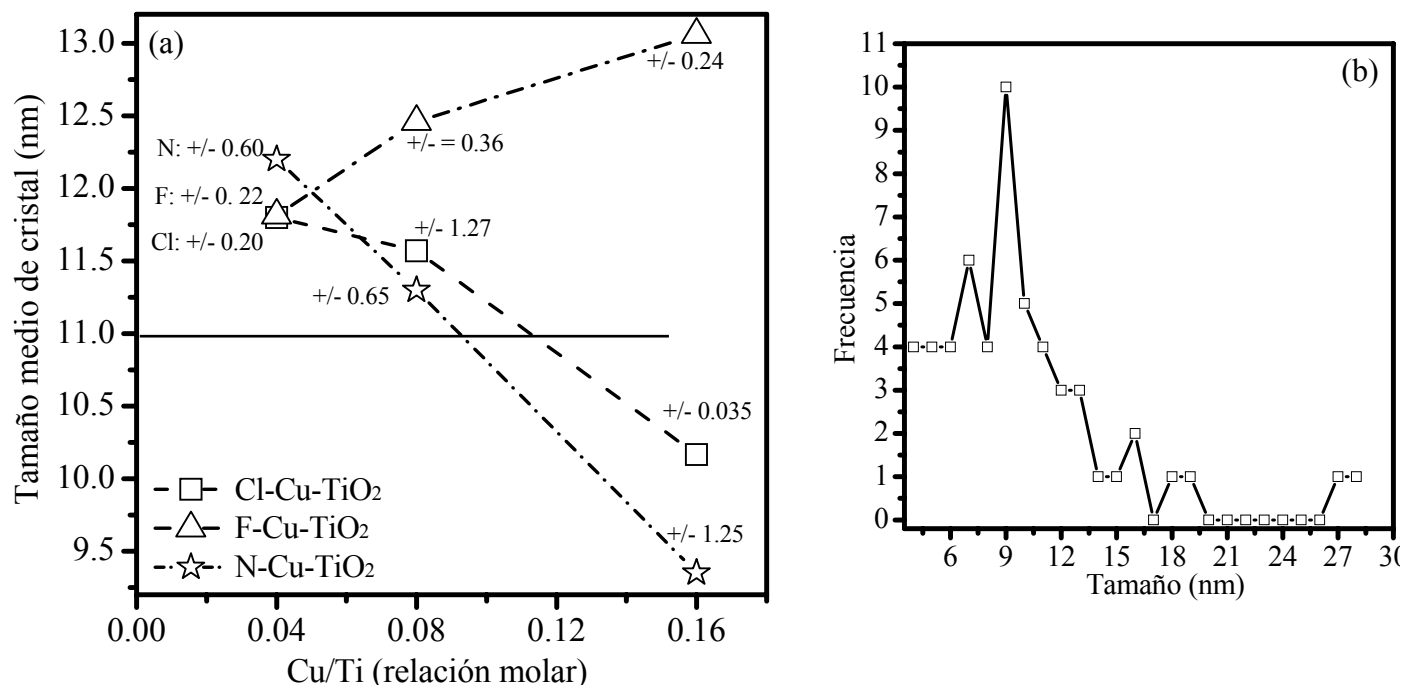 (a)
Tamaño medio de cristal (nm)
13.0
12.5
12.0
11.5
11.0
10.5
10.0
9.5
+/- 0.24
N: +/- 0.60
+/- = 0.36
F: +/- 0. 22
Cl: +/- 0.20
+/- 1.27
+/- 0.65
+/- 0.035
+/- 1.25
Cl-Cu-TiO₂
F-Cu-TiO₂
N-Cu-TiO₂
0.00 0.04 0.08 0.12 0.16
Cu/Ti (relación molar)
(b)
Frecuencia
11
10
9
8
7
6
5
4
3
2
1
0
6 9 12 15 18 21 24 27 30
Tamaño (nm)